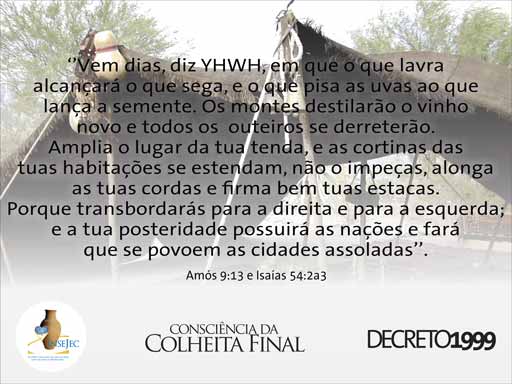 ‘’Vem dias, diz YHWH, em que o que lavra
alcançará o que sega, e o que pisa as uvas ao que
lança a semente. Os montes destilarão o vinho
novo e todos os outeiros se derreterão.
Amplia o lugar da tua tenda, e as cortinas das
tuas habitações se estendam, não o impeças, alonga
as tuas cordas e firma bem tuas estacas.
Porque transbordarás para a direita e para a esquerda;
e a tua posteridade possuirá as nações e fará
que se povoem as cidades assoladas’’.
Amós 9:13 e Isaías 54:2a3
ENSEJEC
CONSCIÊNCIA DA
COLHEITA FINAL
DECRETO1999